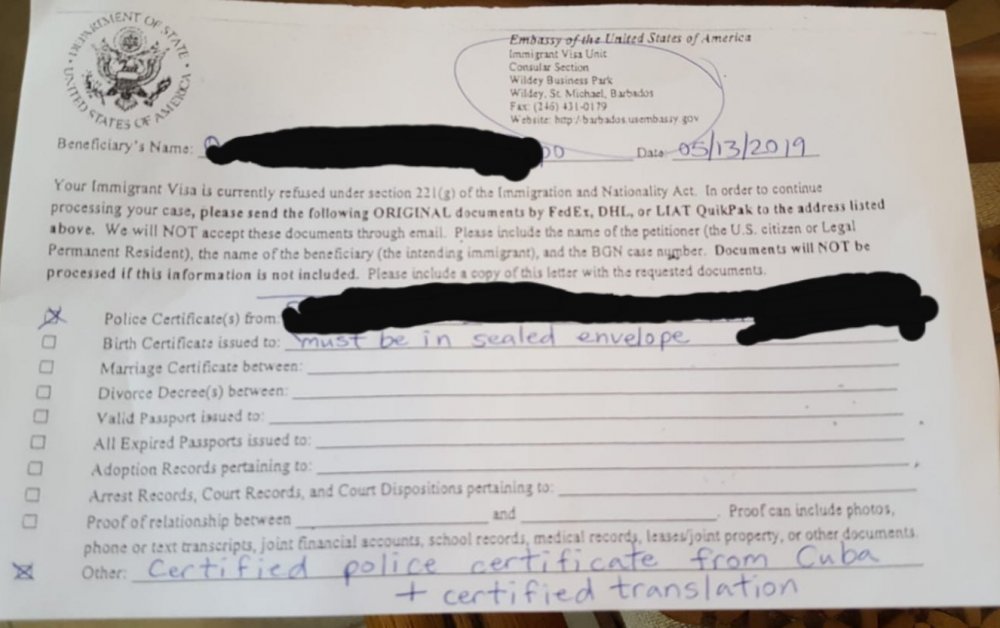 DEPARTMENT OF STATE
UNITED STATES OF AMERICA
Embassy of the United States of America
Immigrant Visa Unit
Consular Section
Wildey Business Park
Wildey, St. Michael, Barbados
Fax: (246) 431-0179
Website: http://barbados.usembassy.gov
Beneficiary's Name: Date 05/13/2019
Your Immigrant Visa is currently refused under section 221(g) of the Immigration and Nationality Act. In order to continue
processing your case, please send the following ORIGINAL documents by FedEx, DHL, or LIAT QuikPak to the address listed
above. We will NOT accept these documents through email. Please include the name of the petitioner (the U.S. citizen or Legal
Permanent Resident), the name of the beneficiary (the intending immigrant), and the BGN case number. Documents will NOT be
processed if this information is not included. Please include a copy of this letter with the requested documents.
Police Certificate(s) from:
Birth Certificate issued to: must be in sealed envelope
Marriage Certificate between:
Divorce Decree(s) between:
Valid Passport issued to:
All Expired Passports issued to:
Adoption Records pertaining to:
Arrest Records, Court Records, and Court Dispositions pertaining to:
Proof of relationship between and . Proof can include photos,
phone or text transcripts, joint financial accounts, school records, medical records, leases/joint property, or other documents.
Other: Certified police certificate from Cuba
+ certified translation